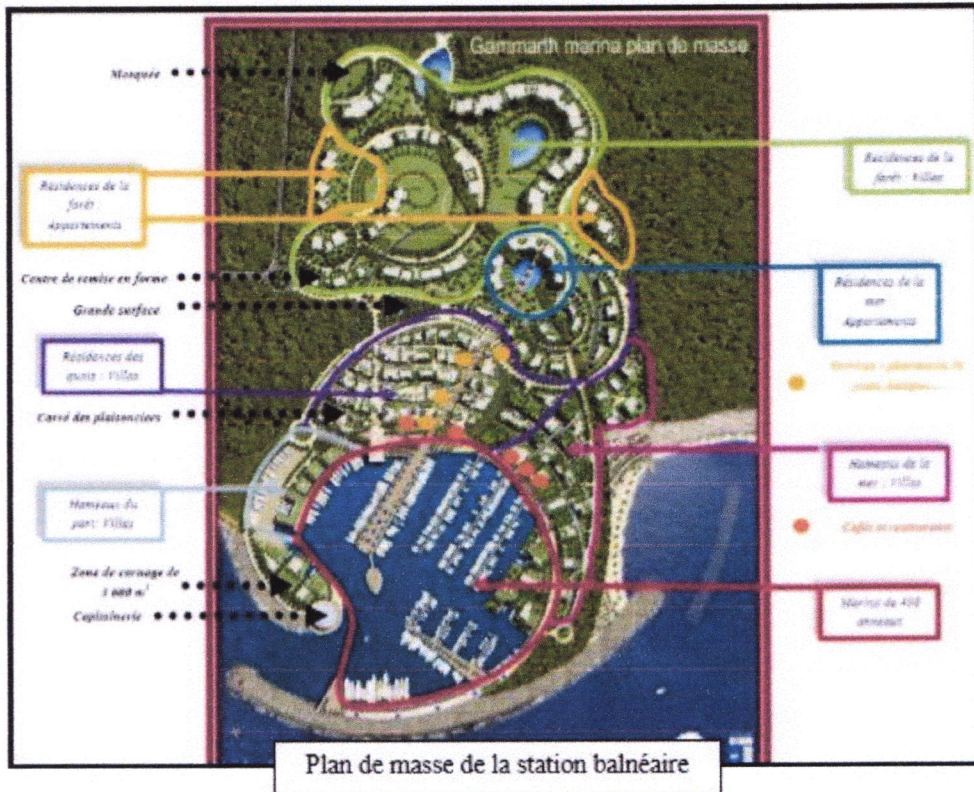 Gammarth marina plan de masse
Mosquée
Résidences de la
forêt
Appartements
Centre de remise en forme
Grande surface
Résidences des
quais : Villas
Carré des plaisanciers
Hameaux du
port: Villas
Zone de carnage de
Capitainerie
Résidences de la
forêt : Villas
Résidences de la
mer
Appartements
Hameaux de la
mer : Villas
Cafés et restaurants
Marina de 400
anneaux
Plan de masse de la station balnéaire